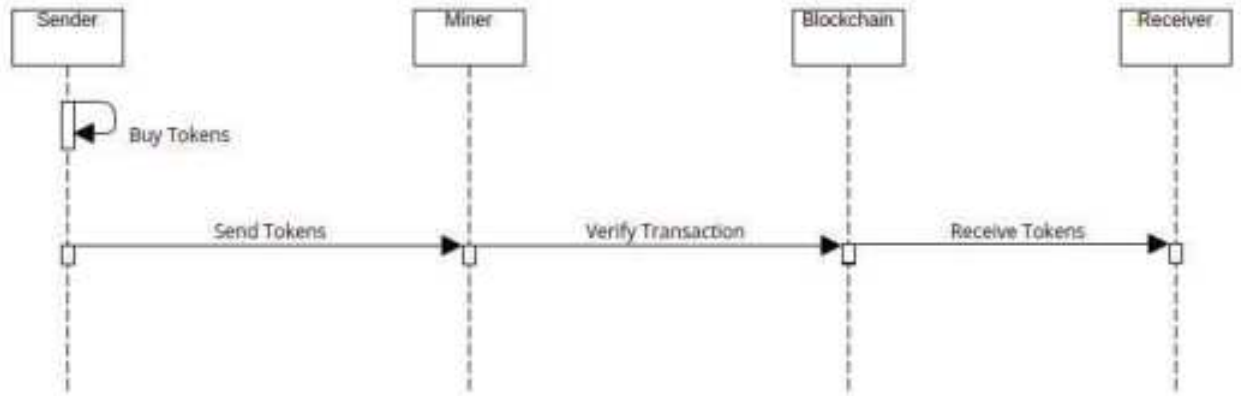 Sender
Miner
Blockchain
Receiver
Buy Tokens
Send Tokens
Verify Transaction
Receive Tokens